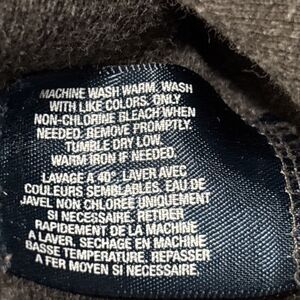 MACHINE WASH WARM, WASH
WITH LIKE COLORS. ONLY
NON-CHLORINE BLEACH WHEN
NEEDED. REMOVE PROMPTLY.
TUMBLE DRY LOW.
WARM IRON IF NEEDED.
LAVAGE A 40°. LAVER AVEC
COULEURS SEMBLABLES. EAU DE
JAVEL NON CHLOREE UNIQUEMENT
SI NECESSAIRE. RETIRER
RAPIDEMENT DE LA MACHINE
A LAVER. SECHAGE EN MACHINE
BASSE TEMPERATURE. REPASSER
A FER MOYEN SI NECESSAIRE.